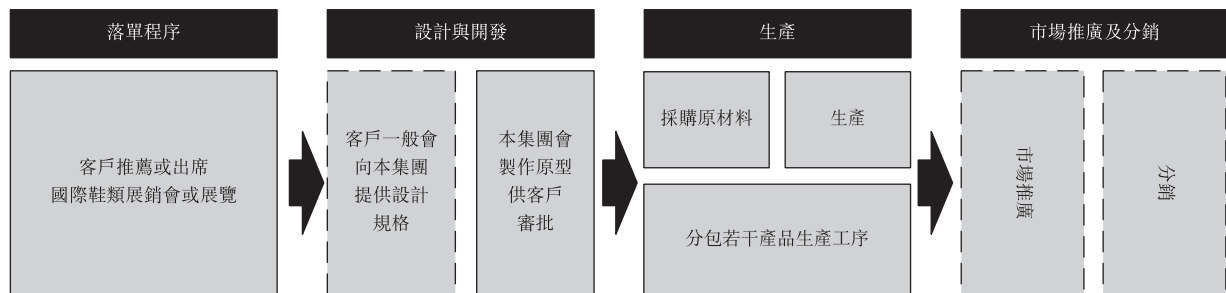 落單程序
客戶推薦或出席
國際鞋類展銷會或展覽
設計與開發
客戶一般會
向本集團
提供設計
規格
本集團會
製作原型
供客戶
審批
生產
採購原材料
生產
分包若干產品生產工序
市場推廣及分銷
市場推廣
分銷